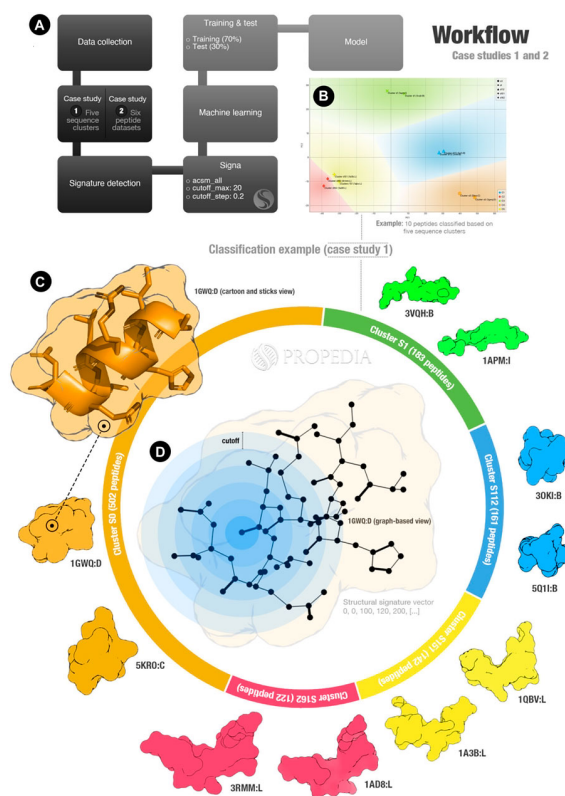 A
Data collection
Case study
1 Five
sequence
clusters
Case study
2 Six
peptide
datasets
Signature detection
Signa
acsm_all
cutoff_max: 20
cutoff_step: 0.2
Machine learning
Training & test
Training (70%)
Test (30%)
Model
Workflow
Case studies 1 and 2
B
Example: 10 peptides classified based on
five sequence clusters
Classification example (case study 1)
C
1GWQ:D (cartoon and sticks view)
3VQH:B
1APM:I
Cluster S1 (183 peptides)
PROPEDIA
D
cutoff
Cluster S0 (502 peptides)
1GWQ:D (graph-based view)
Cluster S112 (161 peptides)
3OKI:B
5Q1I:B
1GWQ:D
Structural signature vector
0, 0, 100, 120, 200, [...]
5KRO:C
Cluster S162 (122 peptides)
Cluster S151 (142 peptides)
1QBV:L
1A3B:L
3RMM:L
1AD8:L